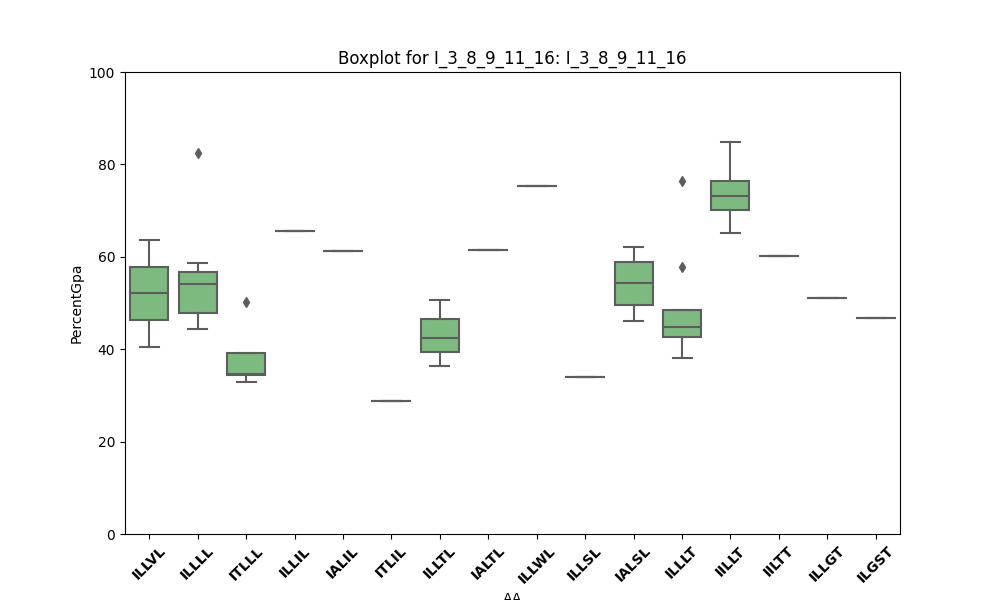 Boxplot for I_3_8_9_11_16: I_3_8_9_11_16
100
80
60
40
20
0
PercentGpa
ILLVL
ILLLL
ITLLL
ILLIL
IALIL
ITLIL
ILLTL
IALTL
ILLWL
ILLSL
IALSL
ILLLT
IILLT
IILTT
ILLGT
ILGST
AA